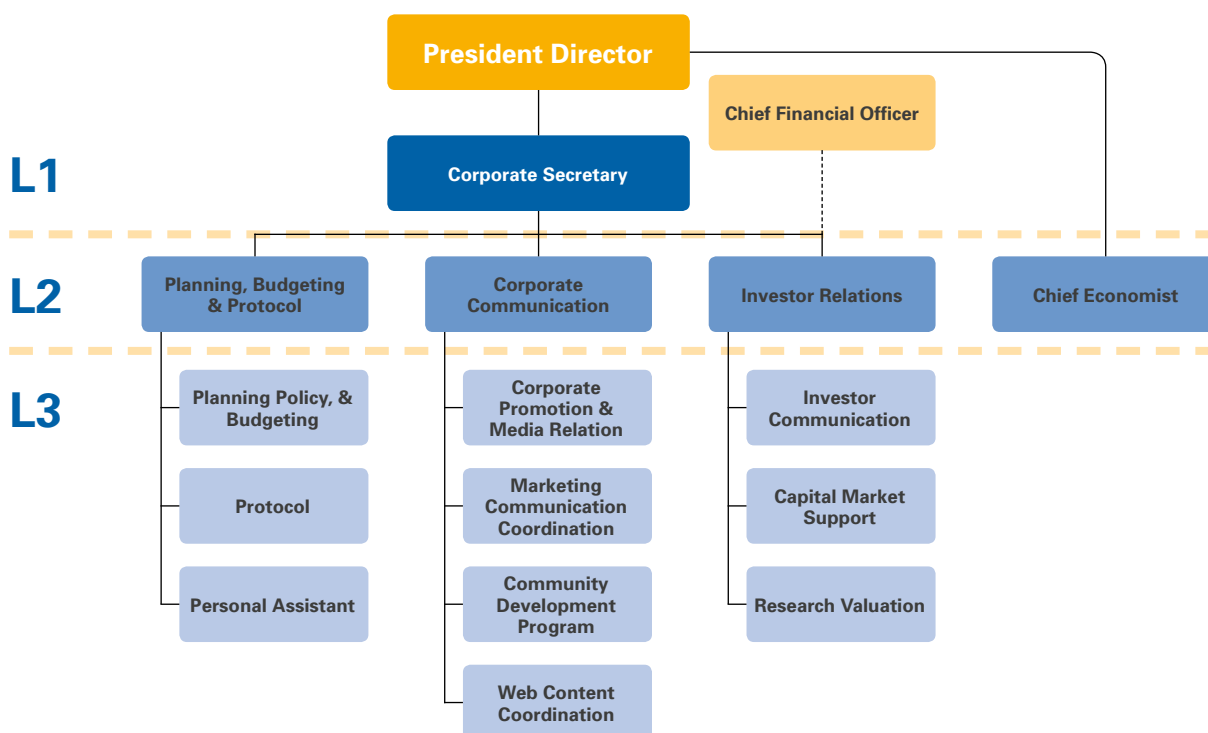 President Director
Chief Financial Officer
L1
Corporate Secretary
L2
Planning, Budgeting
& Protocol
Corporate
Communication
Investor Relations
Chief Economist
L3
Planning Policy, &
Budgeting
Protocol
Personal Assistant
Corporate
Promotion &
Media Relation
Marketing
Communication
Coordination
Community
Development
Program
Web Content
Coordination
Investor
Communication
Capital Market
Support
Research Valuation